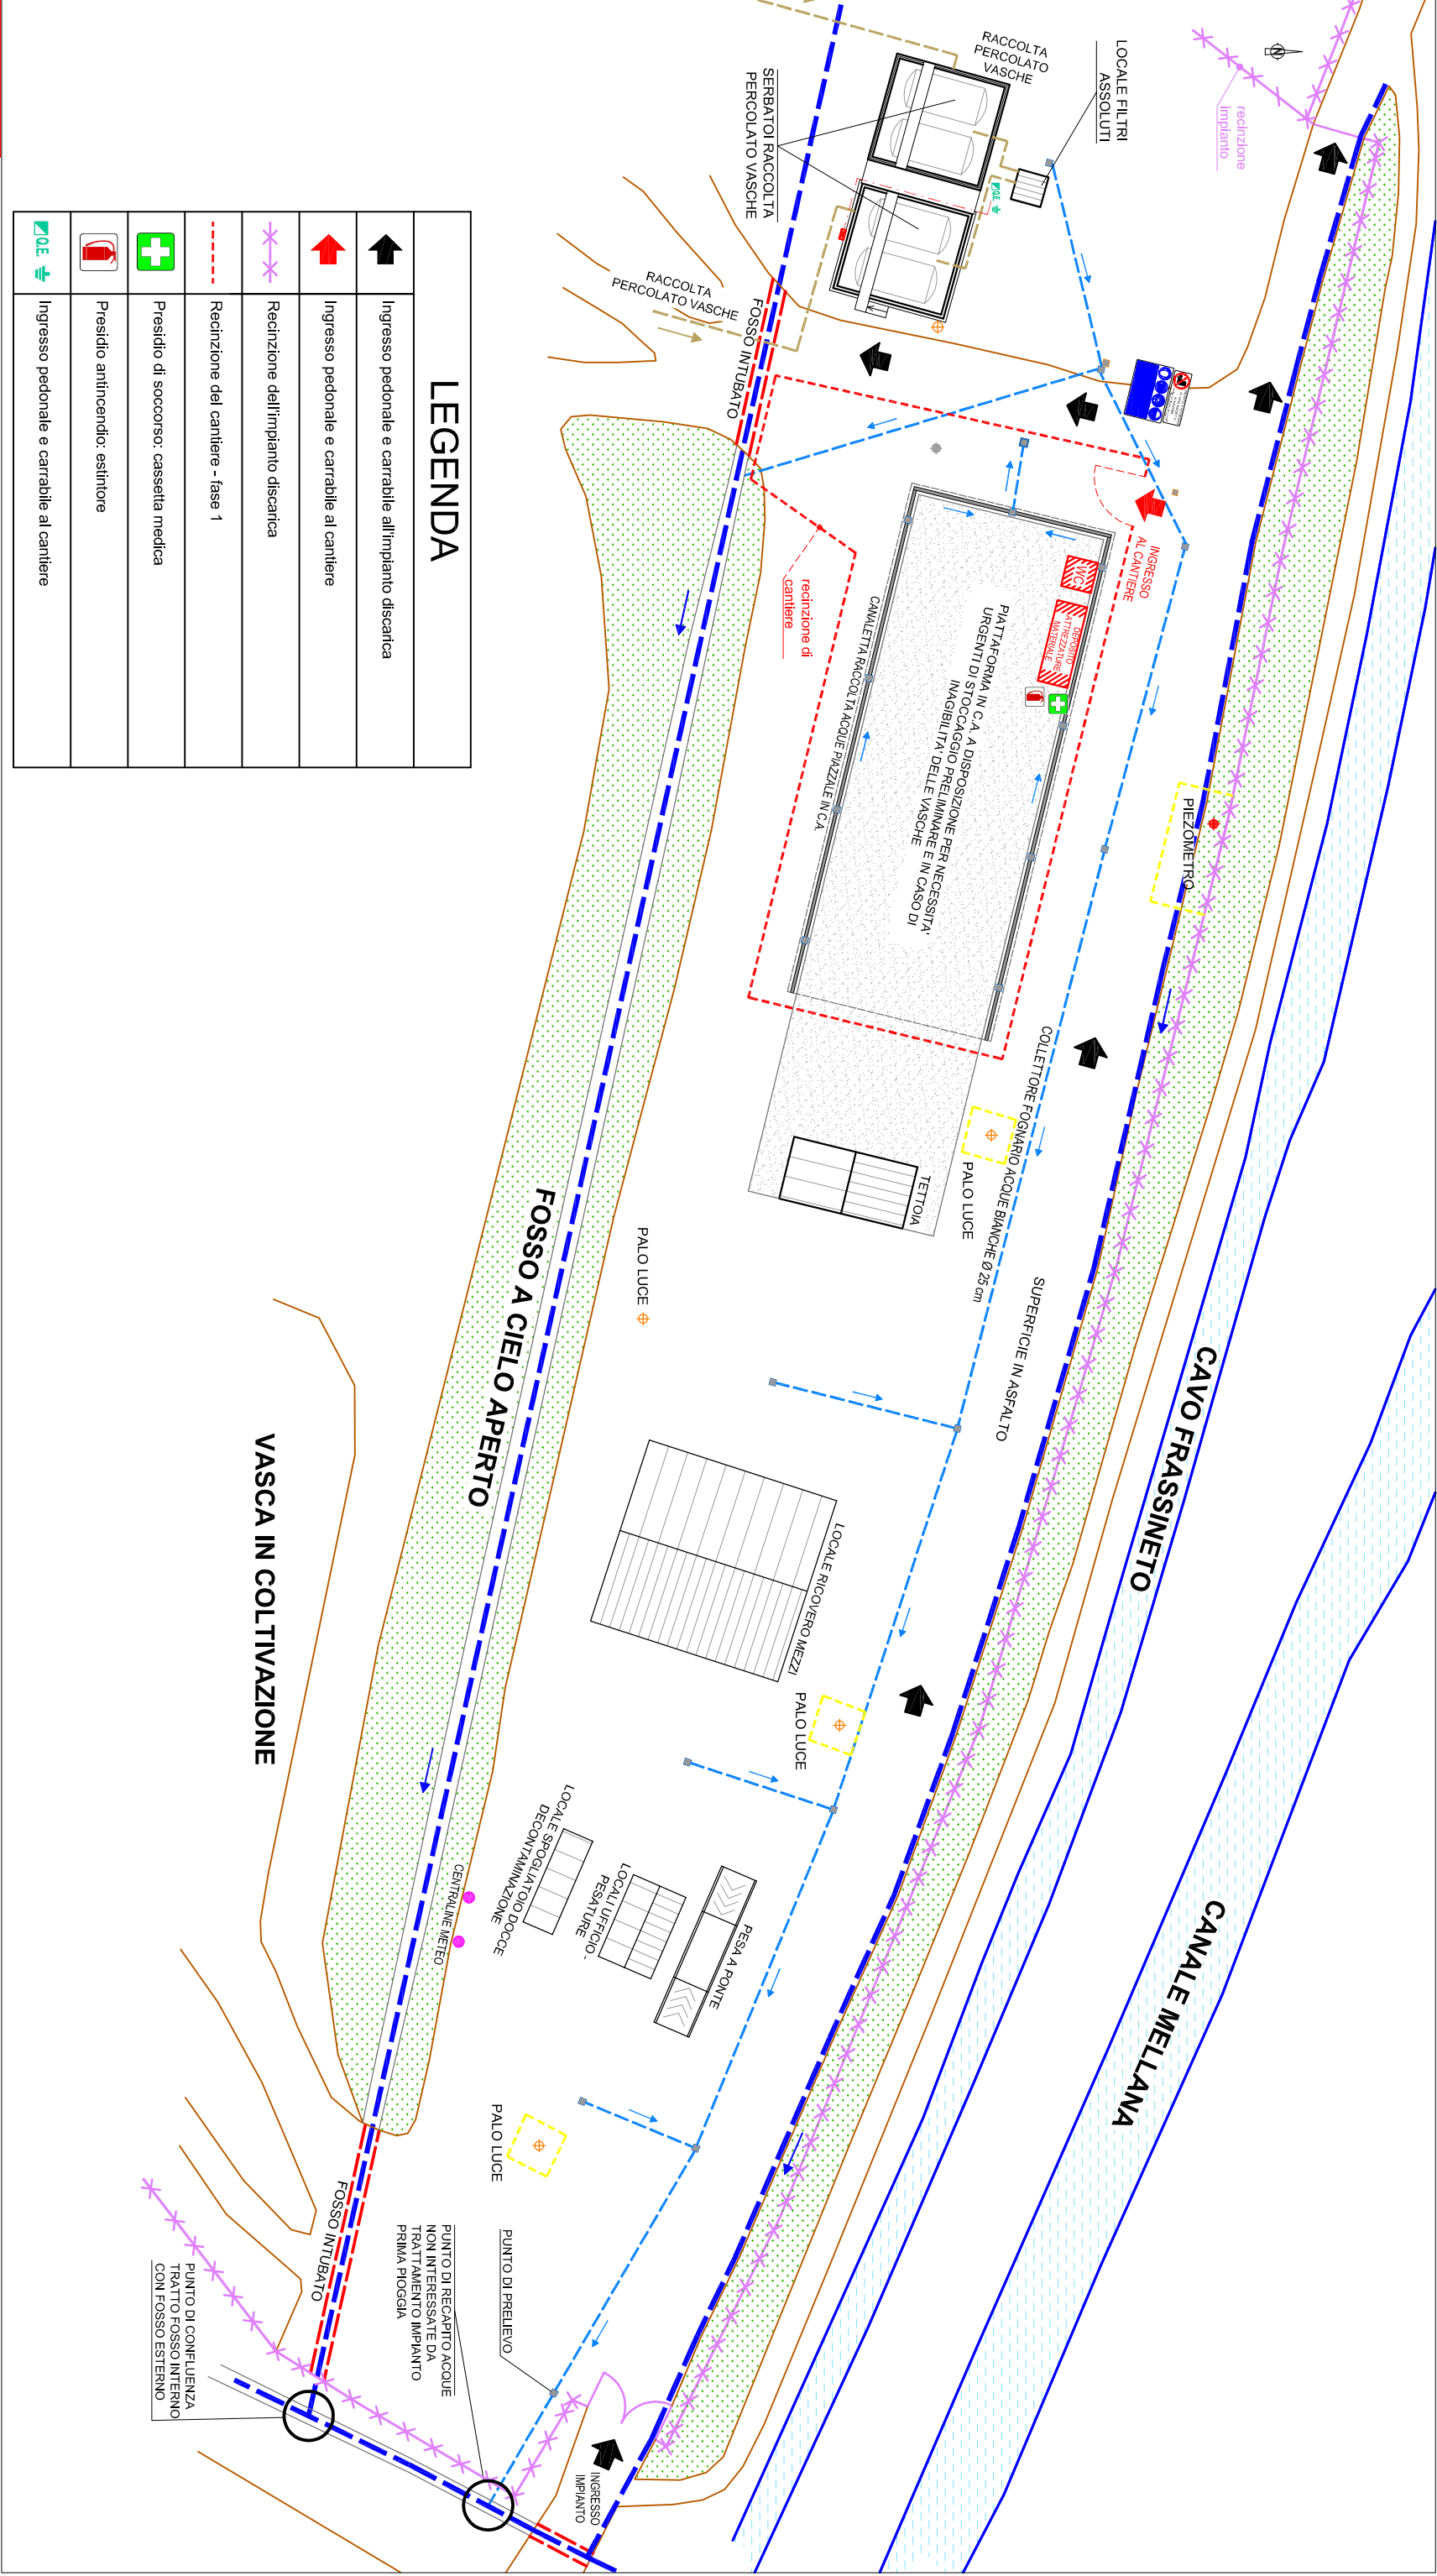 CANALE MELLANA
CAVO FRASSINETO
recinzione
impianto
N
LOCALE FILTRI
ASSOLUTI
RACCOLTA
PERCOLATO
VASCHE
SERBATOI RACCOLTA
PERCOLATO VASCHE
Q.E.
RACCOLTA
PERCOLATO VASCHE
FOSSO INTUBATO
INGRESSO
AL CANTIERE
WC
DEPOSITO
ATTREZZATURE
MATERIALE
PIATTAFORMA IN C.A. A DISPOSIZIONE PER NECESSITA'
URGENTI DI STOCCAGGIO PRELIMINARE E IN CASO DI
INAGIBILITA' DELLE VASCHE
CANALETTA RACCOLTA ACQUE PIAZZALE IN C.A.
recinzione di
cantiere
PIEZOMETRO
COLLETTORE FOGNARIO ACQUE BIANCHE Ø 25 cm
SUPERFICIE IN ASFALTO
PALO LUCE
TETTOIA
PALO LUCE
FOSSO A CIELO APERTO
VASCA IN COLTIVAZIONE
LOCALE RICOVERO MEZZI
PALO LUCE
PESA A PONTE
LOCALI UFFICIO -
PESATURE
LOCALE SPOGLIATOIO DOCCE
DECONTAMINAZIONE
CENTRALINE METEO
PALO LUCE
PUNTO DI PRELIEVO
PUNTO DI RECAPITO ACQUE
NON INTERESSATE DA
TRATTAMENTO IMPIANTO
PRIMA PIOGGIA
FOSSO INTUBATO
PUNTO DI CONFLUENZA
TRATTO FOSSO INTERNO
CON FOSSO ESTERNO
INGRESSO
IMPIANTO
LEGENDA
Ingresso pedonale e carrabile all'impianto discarica
Ingresso pedonale e carrabile al cantiere
Recinzione dell'impianto discarica
Recinzione del cantiere - fase 1
Presidio di soccorso: cassetta medica
Presidio antincendio: estintore
Q.E.
Ingresso pedonale e carrabile al cantiere